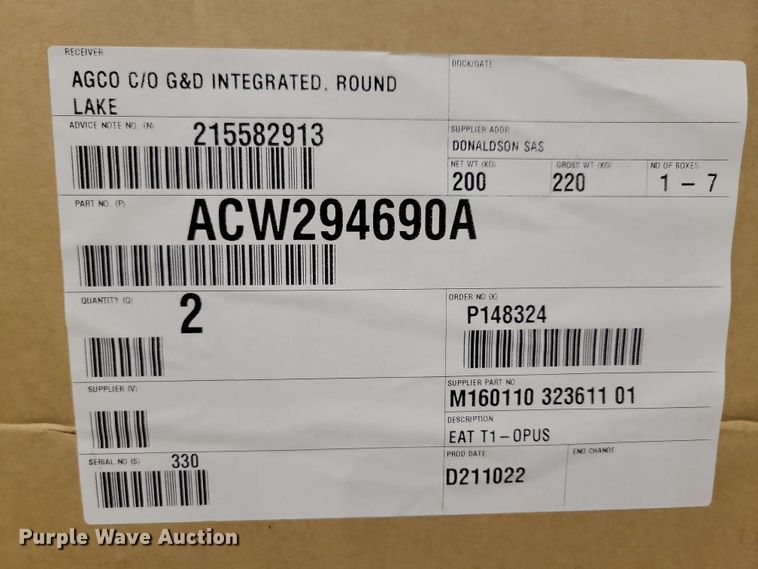 RECEIVER
AGCO C/O G&D INTEGRATED. ROUND
LAKE
DOCK/GATE
ADVICE NOTE NO. (N)
215582913
SUPPLIER ADDR
DONALDSON SAS
NET WT (KG)
200
GROSS WT (KG)
220
NO OF BOXES
1 - 7
PART NO. (P)
ACW294690A
QUANTITY (Q)
2
ORDER NO (K)
P148324
SUPPLIER (V)
SUPPLIER PART NO
M160110 323611 01
DESCRIPTION
EAT T1-OPUS
SERIAL NO (S)
330
PROD DATE
D211022
ENG CHANGE
Purple Wave Auction